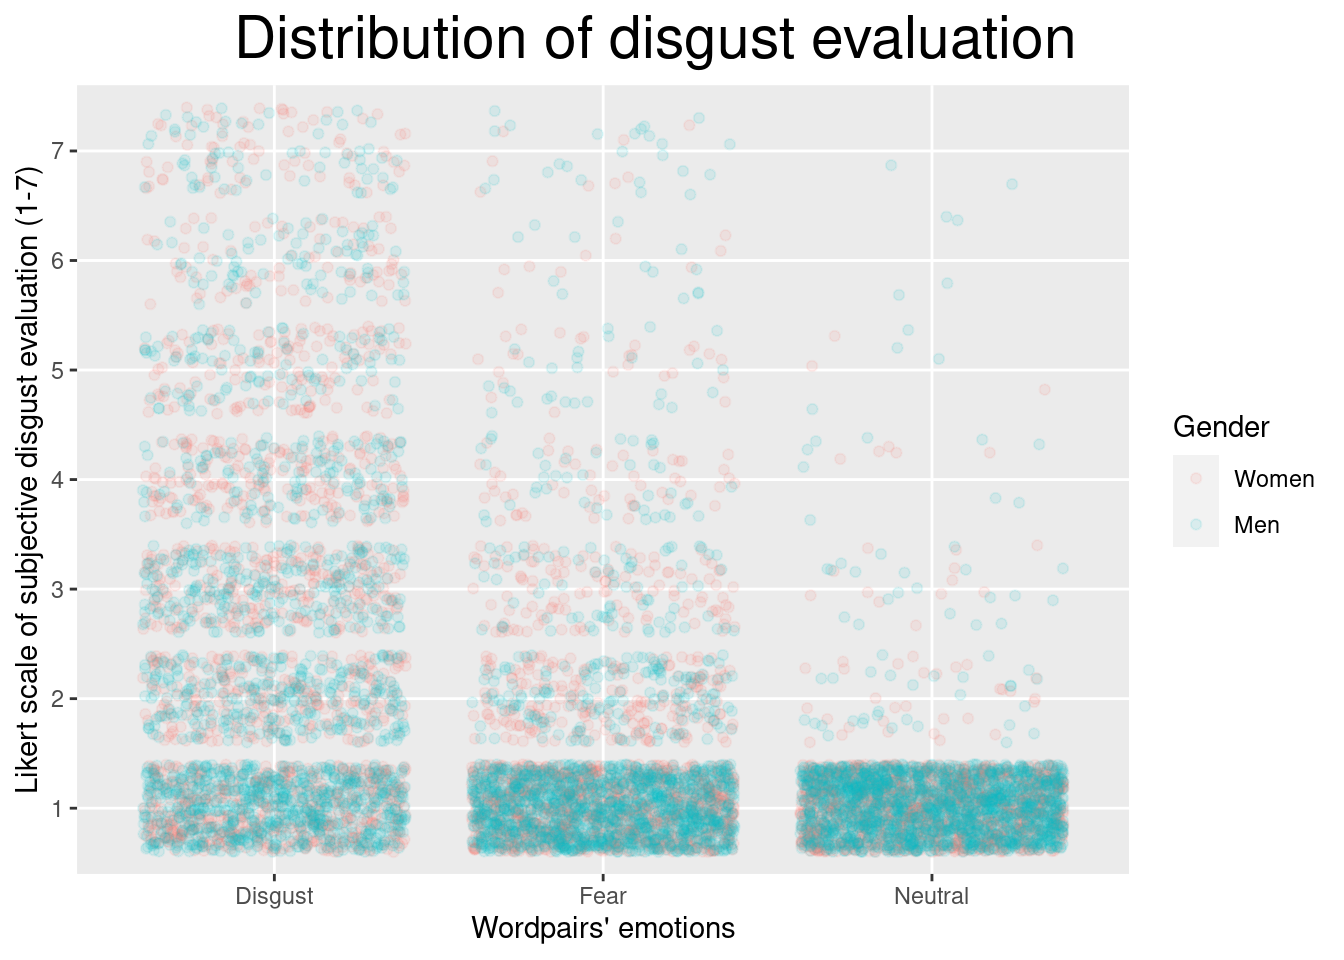 Distribution of disgust evaluation
Likert scale of subjective disgust evaluation (1-7)
7
6
5
4
3
2
1
Disgust Fear Neutral
Wordpairs' emotions
Gender
Women
Men